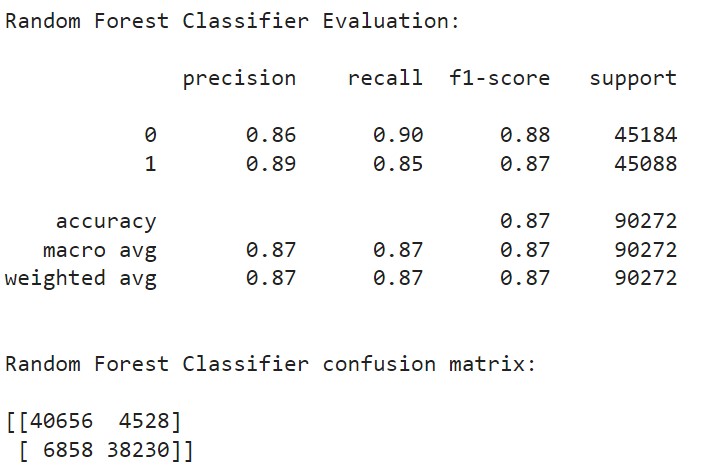 Random Forest Classifier Evaluation:
precision recall f1-score support
0 0.86 0.90 0.88 45184
1 0.89 0.85 0.87 45088
accuracy 0.87 90272
macro avg 0.87 0.87 0.87 90272
weighted avg 0.87 0.87 0.87 90272
Random Forest Classifier confusion matrix:
[[40656 4528]
[ 6858 38230]]